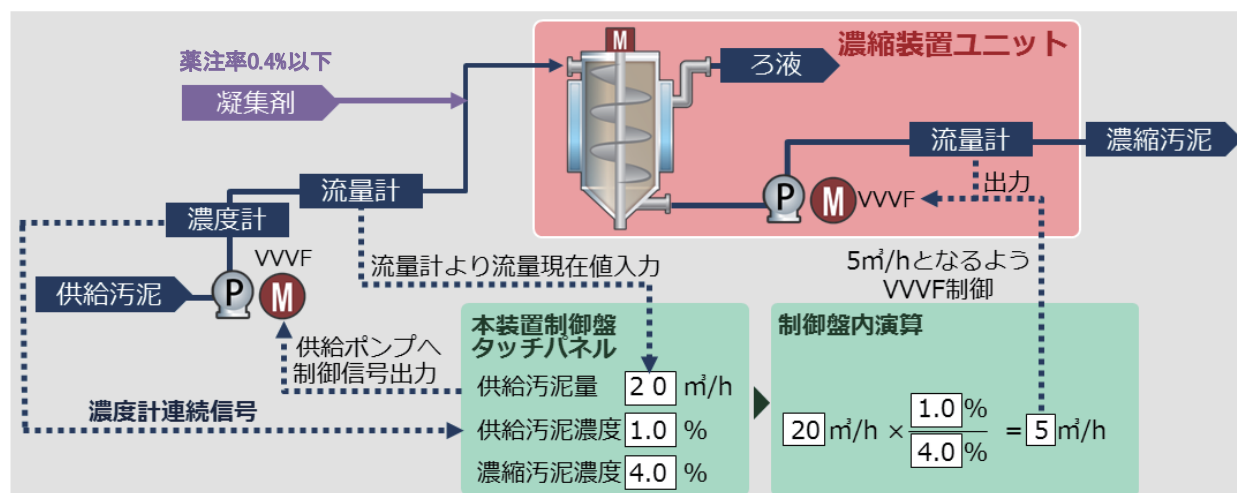 薬注率0.4%以下
凝集剤
濃縮装置ユニット
M
ろ液
流量計
濃縮汚泥
出力
P
M
VVVF
流量計
濃度計
VVVF
供給汚泥
P
M
流量計より流量現在値入力
5㎥/hとなるよう
VVVF制御
供給ポンプへ
制御信号出力
濃度計連続信号
本装置制御盤
タッチパネル
供給汚泥量 20 ㎥/h
供給汚泥濃度 1.0 %
濃縮汚泥濃度 4.0 %
制御盤内演算
1.0%
20㎥/h × = 5㎥/h
4.0%